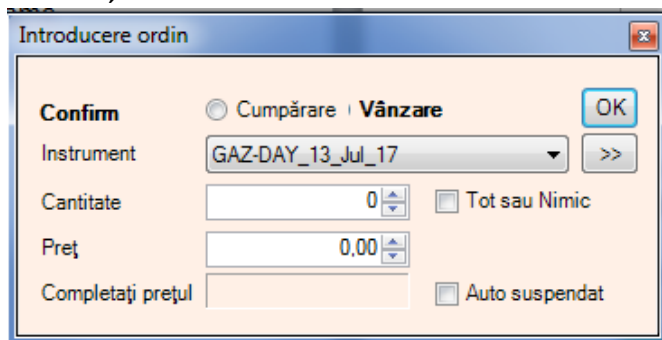 Introducere ordin
Confirm Cumpărare Vânzare OK
Instrument GAZ-DAY_13_Jul_17 >>
Cantitate 0 Tot sau Nimic
Preţ 0,00
Completaţi preţul Auto suspendat